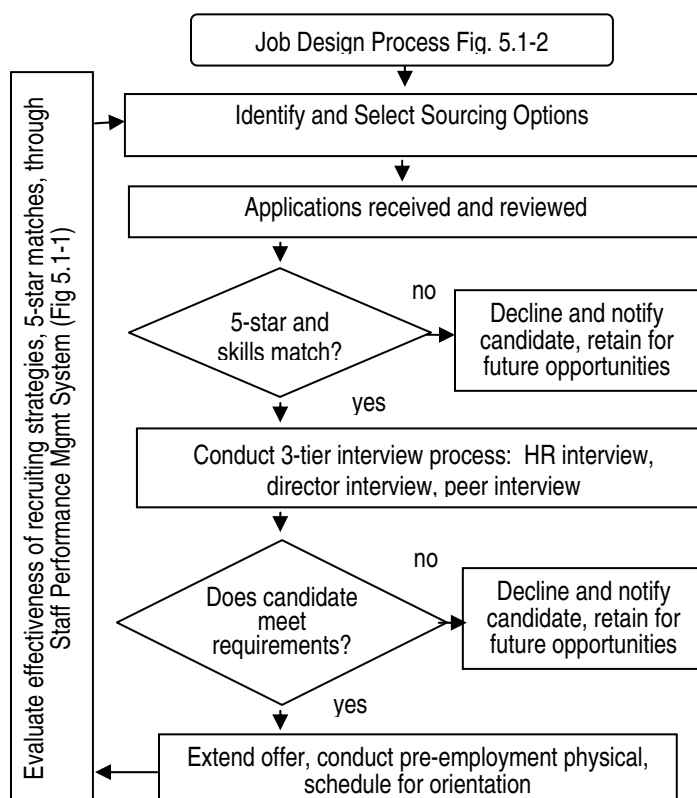 Job Design Process Fig. 5.1-2
Identify and Select Sourcing Options
Applications received and reviewed
5-star and
skills match?
no
Decline and notify
candidate, retain for
future opportunities
yes
Conduct 3-tier interview process: HR interview,
director interview, peer interview
Does candidate
meet
requirements?
no
Decline and notify
candidate, retain for
future opportunities
yes
Extend offer, conduct pre-employment physical,
schedule for orientation
Evaluate effectiveness of recruiting strategies, 5-star matches, through
Staff Performance Mgmt System (Fig 5.1-1)